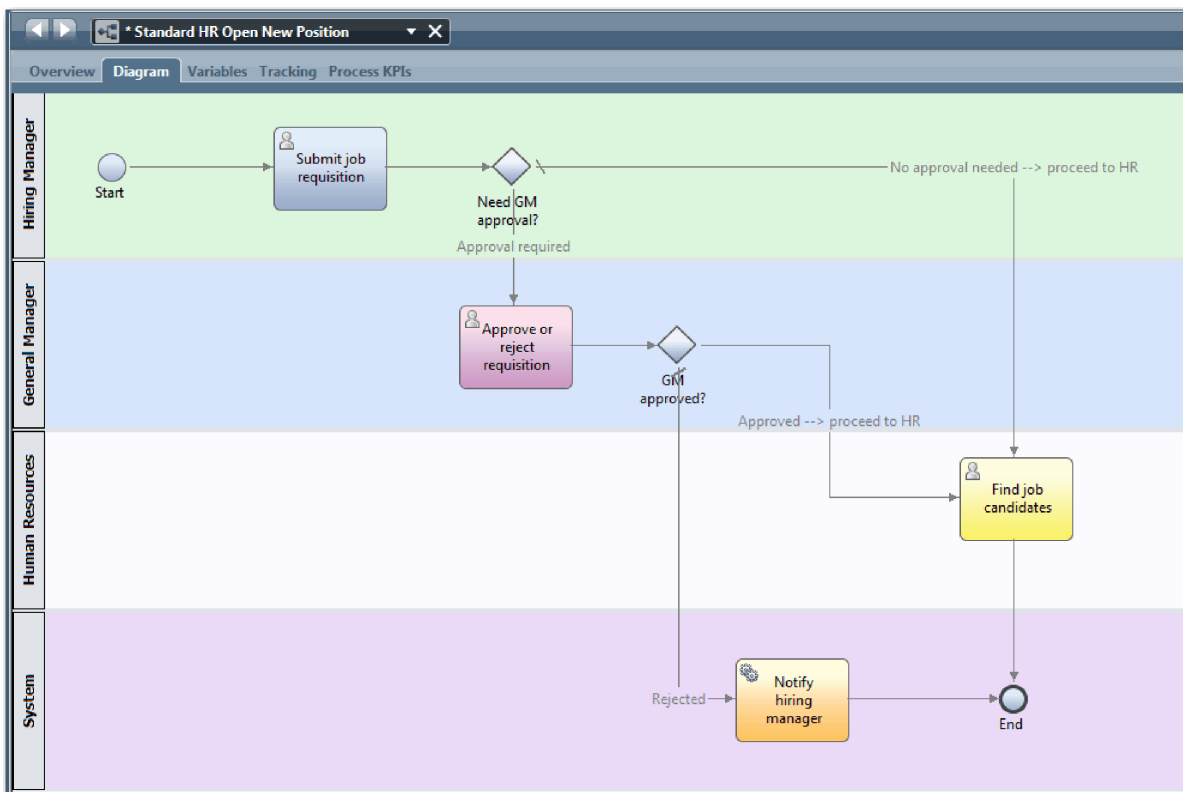 * Standard HR Open New Position
Overview Diagram Variables Tracking Process KPIs
Hiring Manager
Start
Submit job
requisition
Need GM
approval?
No approval needed --> proceed to HR
Approval required
General Manager
Approve or
reject
requisition
GM
approved?
Approved --> proceed to HR
Human Resources
Find job
candidates
System
Rejected
Notify
hiring
manager
End